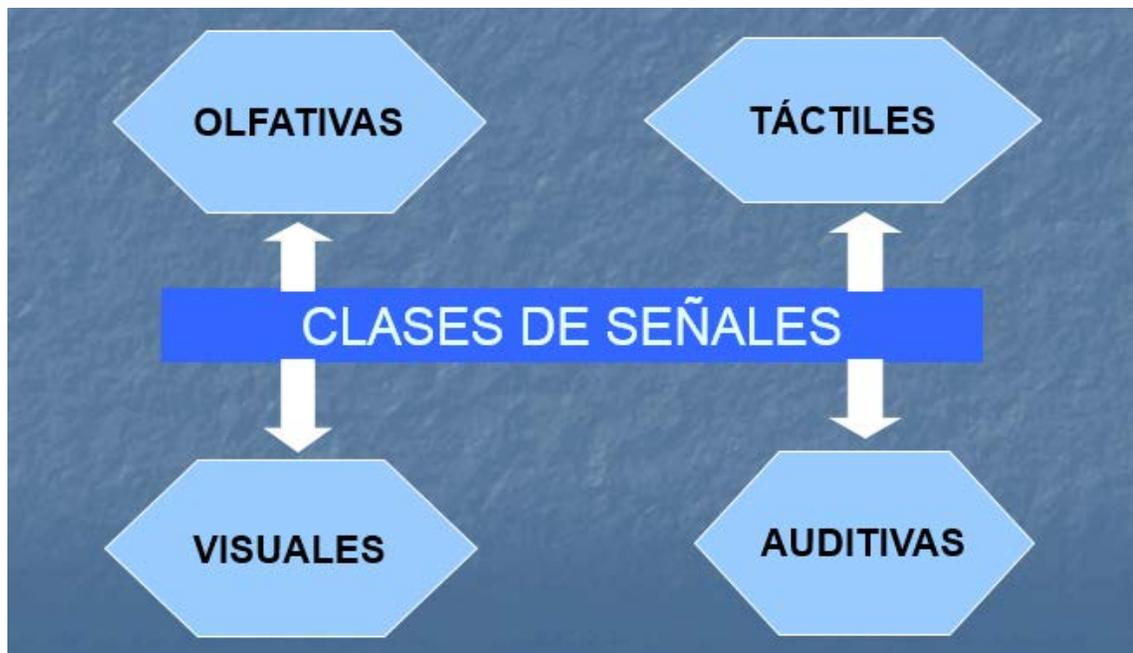 OLFATIVAS
TÁCTILES
CLASES DE SEÑALES
VISUALES
AUDITIVAS